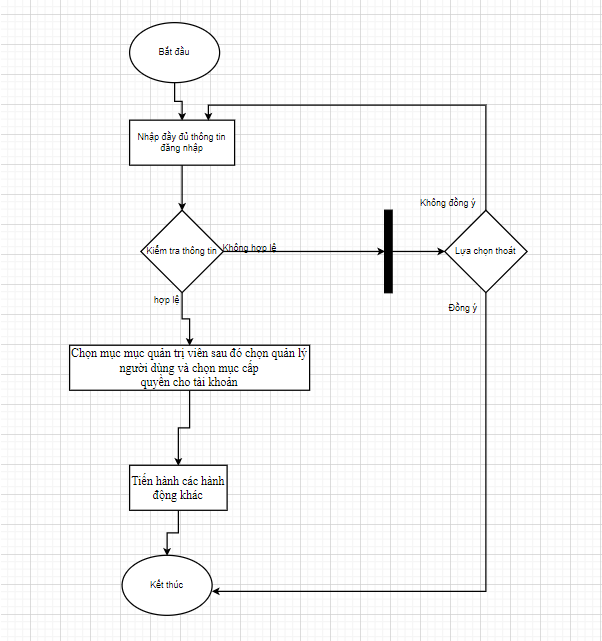 Bắt đầu
Nhập đầy đủ thông tin
đăng nhập
Không đồng ý
Kiểm tra thông tin
Không hợp lệ
Lựa chọn thoát
hợp lệ
Đồng ý
Chọn mục mục quản trị viên sau đó chọn quản lý
người dùng và chọn mục cấp
quyền cho tài khoản
Tiến hành các hành
động khác
Kết thúc